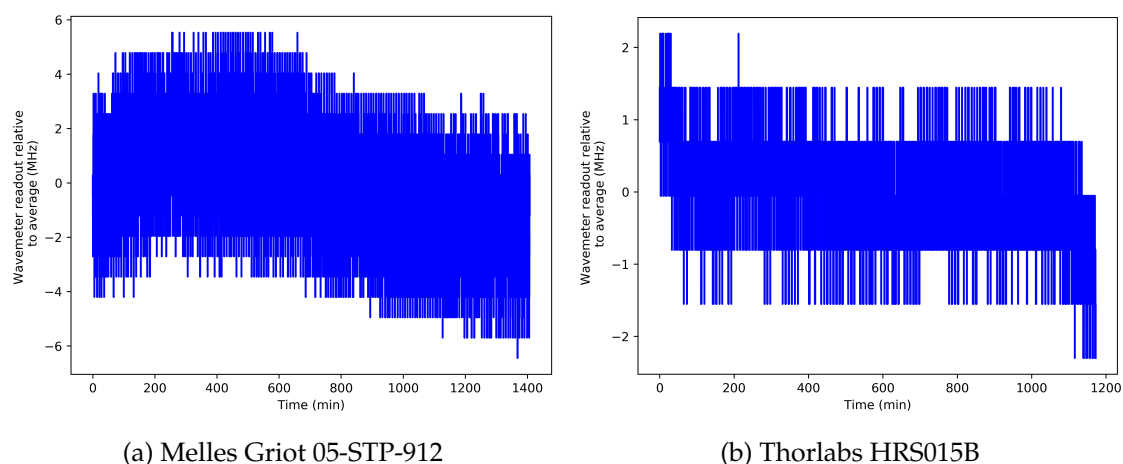 6
4
2
0
−2
−4
−6
Wavemeter readout relative
to average (MHz)
0 200 400 600 800 1000 1200 1400
Time (min)
(a) Melles Griot 05-STP-912
2
1
0
−1
−2
Wavemeter readout relative
to average (MHz)
0 200 400 600 800 1000 1200
Time (min)
(b) Thorlabs HRS015B